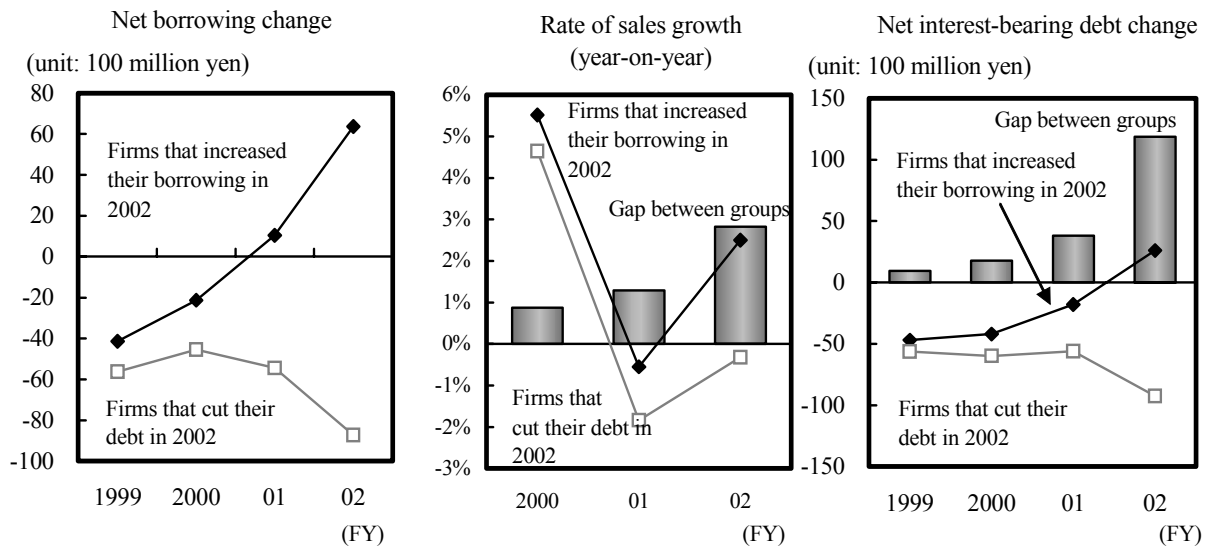 Net borrowing change
(unit: 100 million yen)
80
60
40
20
0
-20
-40
-60
-80
-100
Firms that increased
their borrowing in
2002
Firms that cut their
debt in 2002
1999 2000 01 02
(FY)
Rate of sales growth
(year-on-year)
6%
5%
4%
3%
2%
1%
0%
-1%
-2%
-3%
Firms that increased
their borrowing in
2002
Gap between groups
Firms that
cut their debt in
2002
2000 01 02
(FY)
Net interest-bearing debt change
(unit: 100 million yen)
150
100
50
0
-50
-100
-150
Gap between groups
Firms that increased
their borrowing in 2002
Firms that cut their
debt in 2002
1999 2000 01 02
(FY)